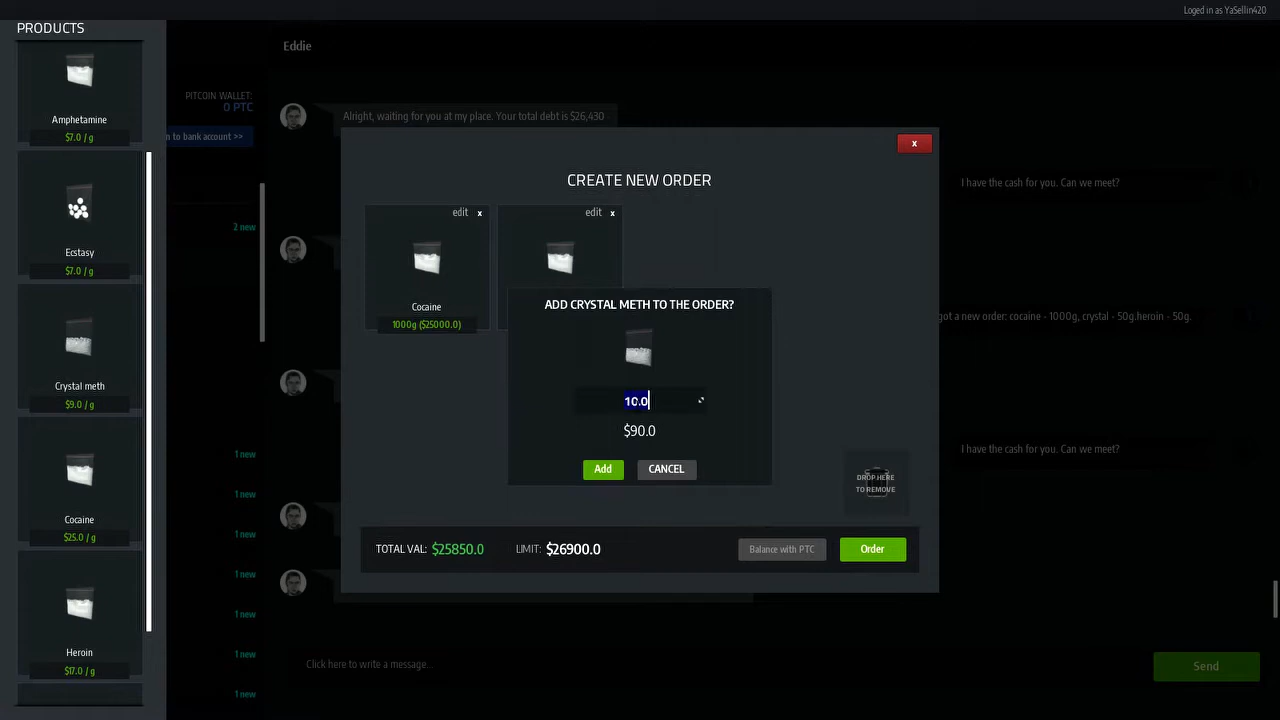 Loged in as YaSellin420
PRODUCTS
Amphetamine
$7.0 / g
Ecstasy
$7.0 / g
Crystal meth
$9.0 / g
Cocaine
$25.0 / g
Heroin
$17.0 / g
PITCOIN WALLET:
0 PTC
n to bank account >>
2 new
1 new
1 new
1 new
1 new
1 new
1 new
1 new
Eddie
Alright, waiting for you at my place. Your total debt is $26,430
I have the cash for you. Can we meet?
got a new order: cocaine - 1000g, crystal - 50g.heroin - 50g.
I have the cash for you. Can we meet?
x
CREATE NEW ORDER
edit x
Cocaine
1000g ($25000.0)
edit x
ADD CRYSTAL METH TO THE ORDER?
10.0
$90.0
Add
CANCEL
DROP HERE
TO REMOVE
TOTAL VAL: $25850.0
LIMIT: $26900.0
Balance with PTC
Order
Click here to write a message...
Send